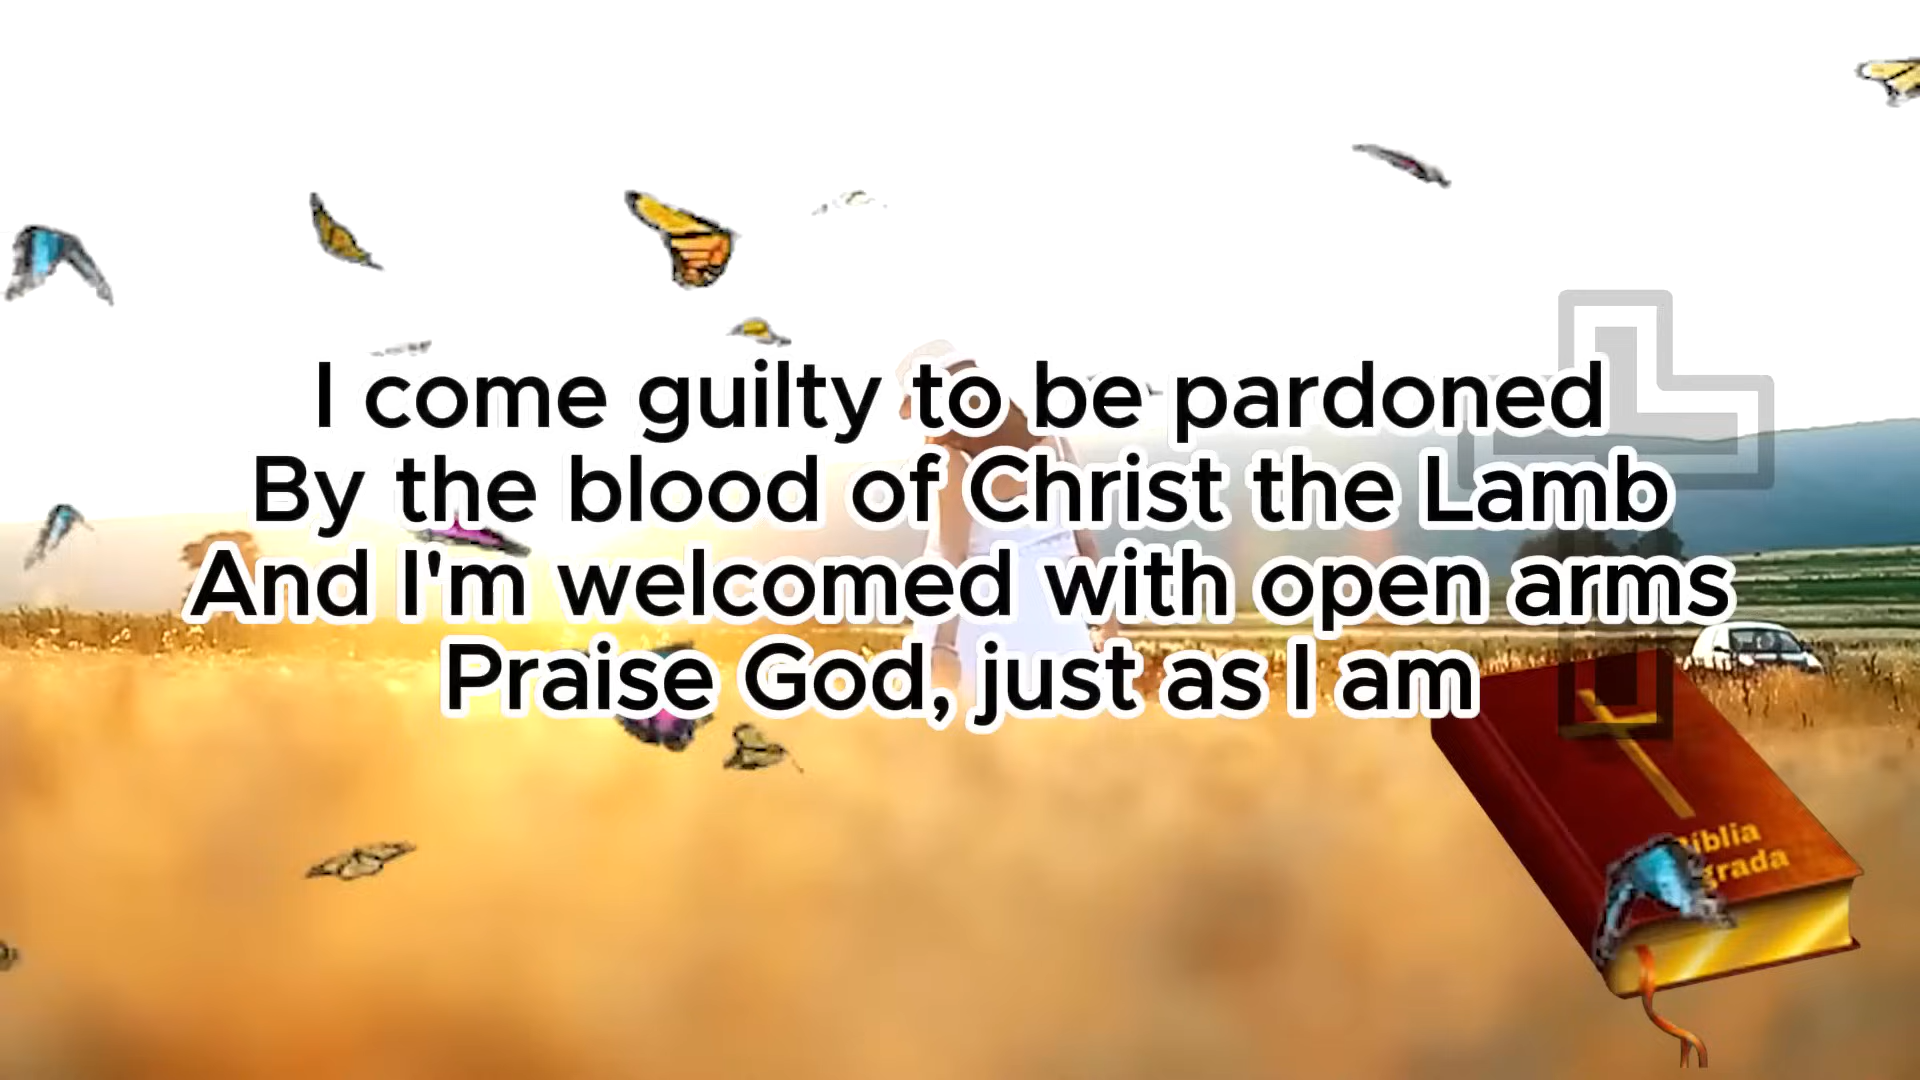 I come guilty to be pardoned
By the blood of Christ the Lamb
And I'm welcomed with open arms
Praise God, just as I am